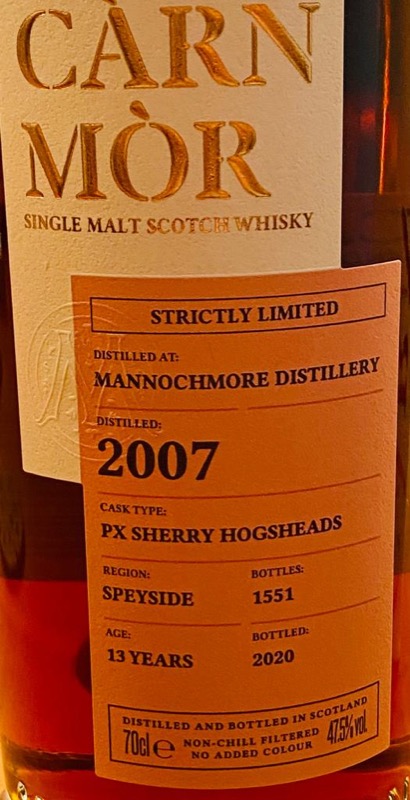 CÀRN
MÒR
SINGLE MALT SCOTCH WHISKY
STRICTLY LIMITED
DISTILLED AT:
MANNOCHMORE DISTILLERY
DISTILLED:
2007
CASK TYPE:
PX SHERRY HOGSHEADS
REGION:
SPEYSIDE
BOTTLES:
1551
AGE:
13 YEARS
BOTTLED:
2020
DISTILLED AND BOTTLED IN SCOTLAND
70cl e NON-CHILL FILTERED 47.5% vol.
NO ADDED COLOUR